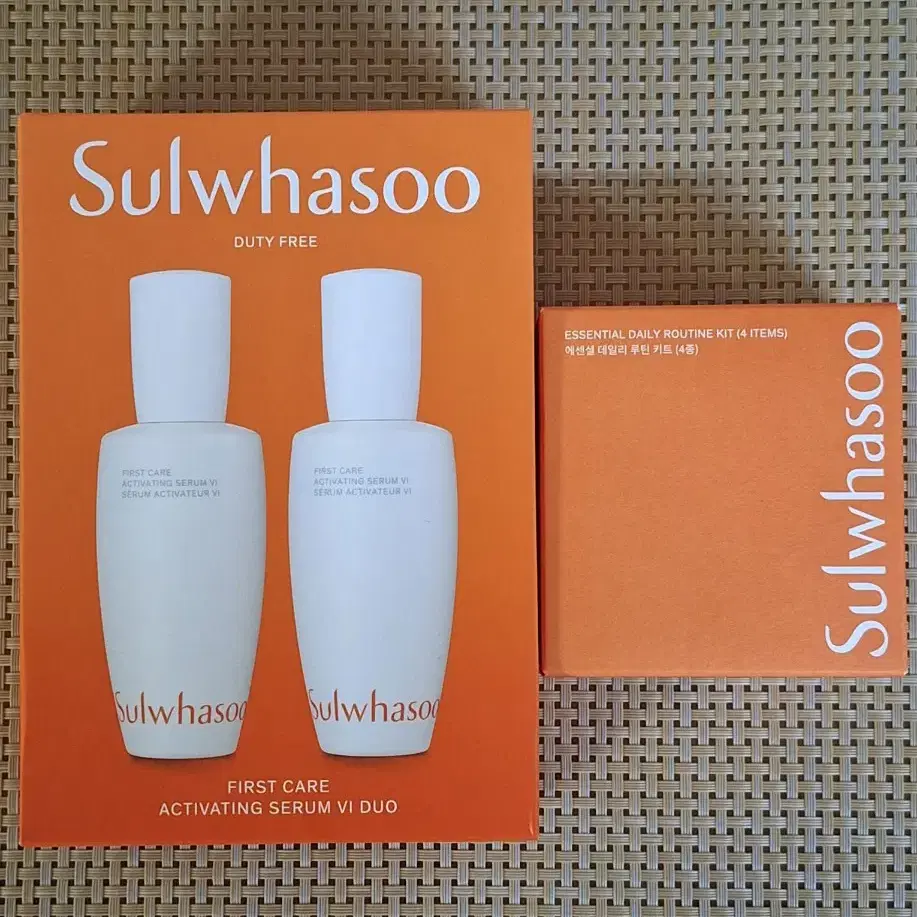 Sulwhasoo
DUTY FREE
FIRST CARE
ACTIVATING SERUM VI
SÉRUM ACTIVATEUR VI
Sulwhasoo
FIRST CARE
ACTIVATING SERUM VI
SÉRUM ACTIVATEUR VI
Sulwhasoo
FIRST CARE
ACTIVATING SERUM VI DUO
ESSENTIAL DAILY ROUTINE KIT (4 ITEMS)
에센셜 데일리 루틴 키트 (4종)
Sulwhasoo